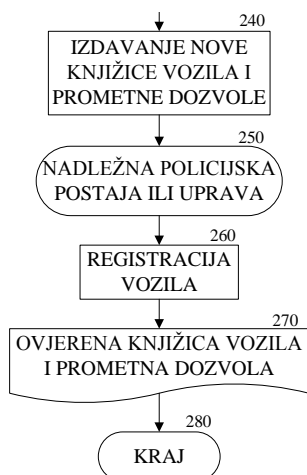 240
IZDAVANJE NOVE
KNJIŽICE VOZILA I
PROMETNE DOZVOLE
250
NADLEŽNA POLICIJSKA
POSTAJA ILI UPRAVA
260
REGISTRACIJA
VOZILA
270
OVJERENA KNJIŽICA VOZILA
I PROMETNA DOZVOLA
280
KRAJ